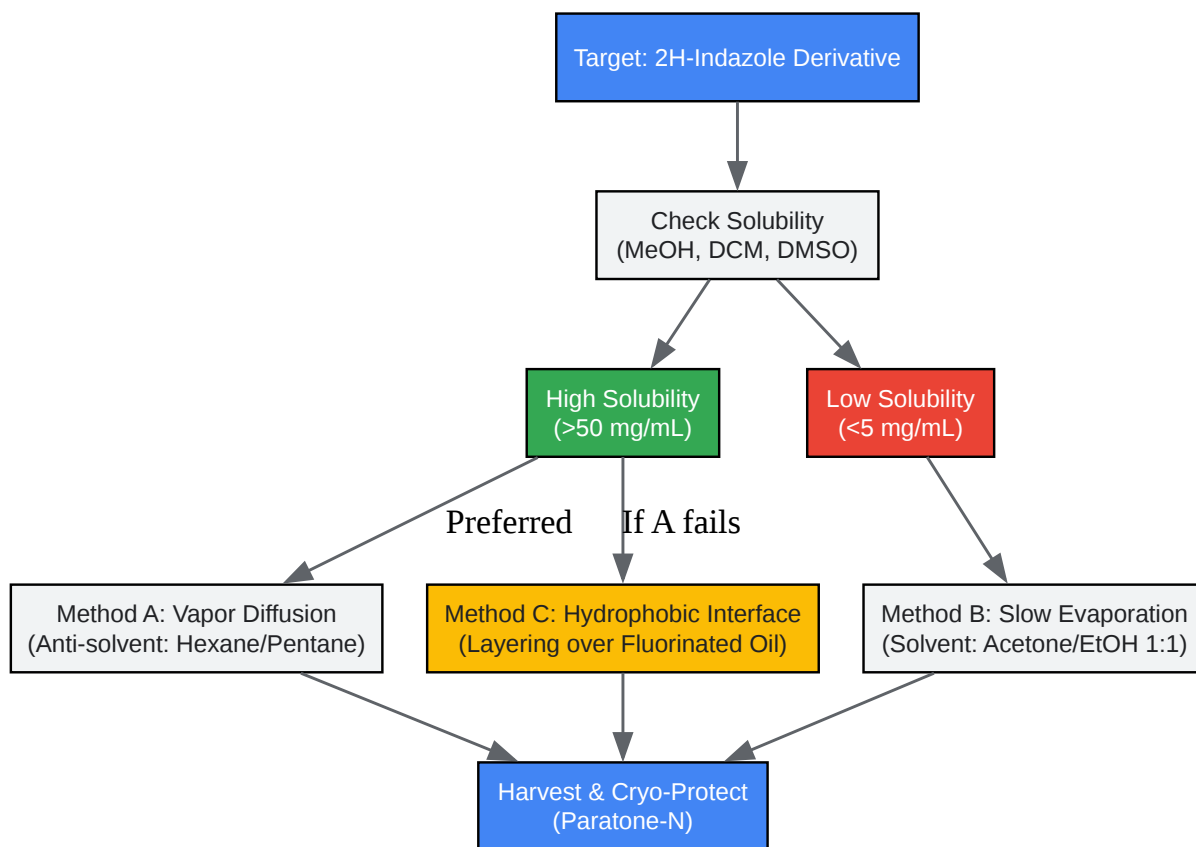 Target: 2H-Indazole Derivative
Check Solubility
(MeOH, DCM, DMSO)
High Solubility
(>50 mg/mL)
Low Solubility
(<5 mg/mL)
Preferred
If A fails
Method A: Vapor Diffusion
(Anti-solvent: Hexane/Pentane)
Method C: Hydrophobic Interface
(Layering over Fluorinated Oil)
Method B: Slow Evaporation
(Solvent: Acetone/EtOH 1:1)
Harvest & Cryo-Protect
(Paratone-N)